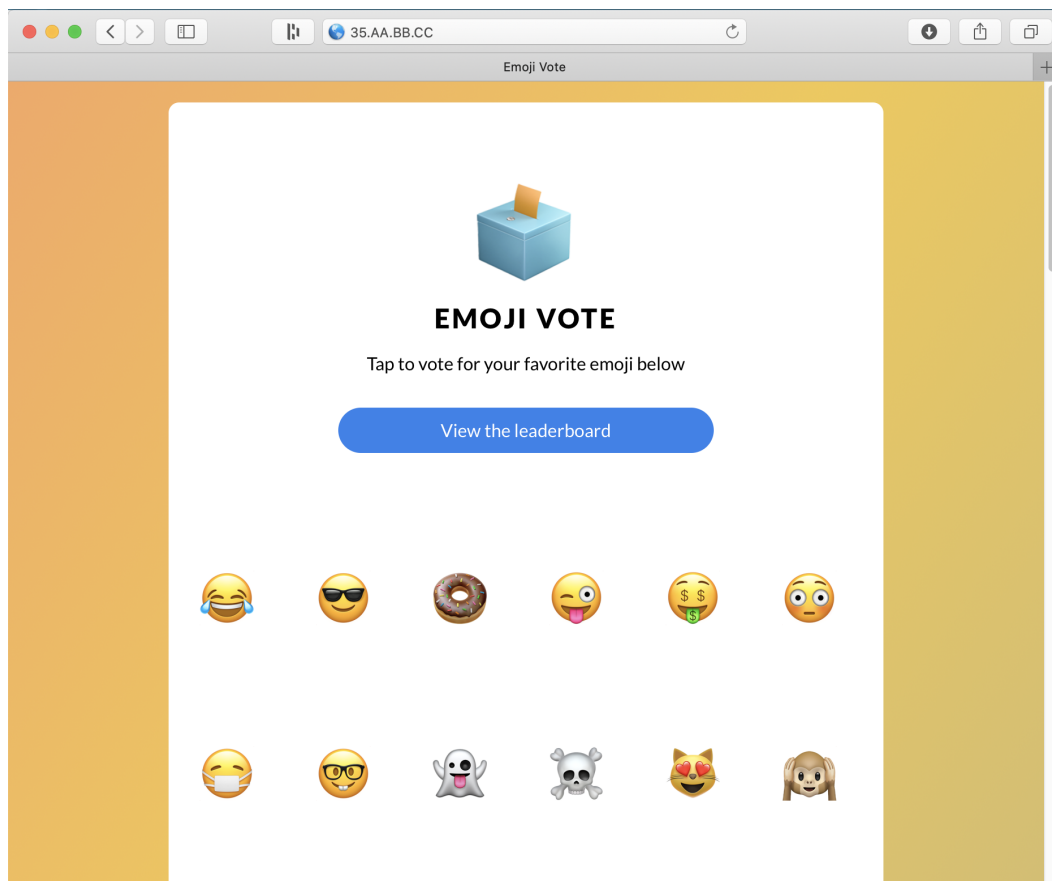 35.AA.BB.CC
Emoji Vote
EMOJI VOTE
Tap to vote for your favorite emoji below
View the leaderboard